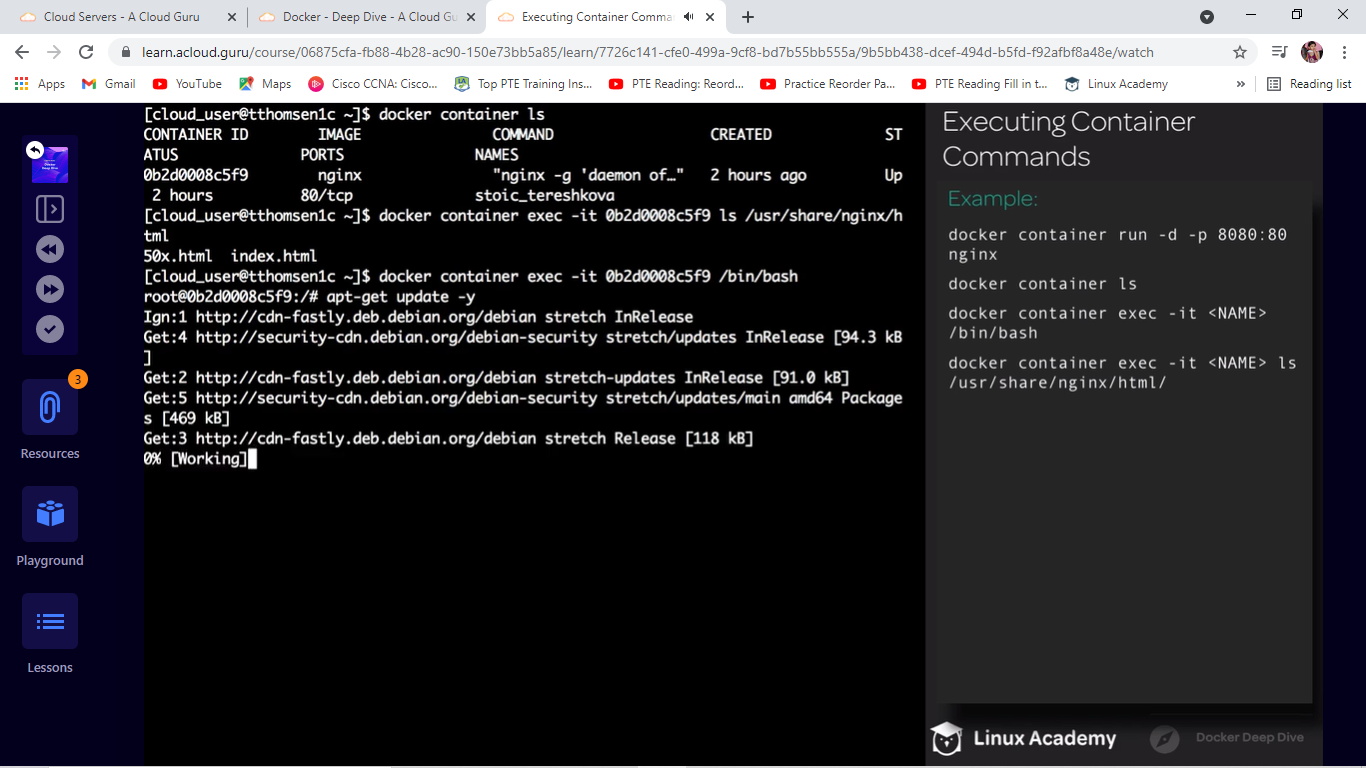 Cloud Servers - A Cloud Guru
Docker - Deep Dive - A Cloud Gu
Executing Container Comma
learn.acloud.guru/course/06875cfa-fb88-4b28-ac90-150e73bb5a85/learn/7726c141-cfe0-499a-9cf8-bd7b55bb555a/9b5bb438-dcef-494d-b5fd-f92afbf8a48e/watch
Apps
Gmail
YouTube
Maps
Cisco CCNA: Cisco...
Top PTE Training Ins...
PTE Reading: Reord...
Practice Reorder Pa...
PTE Reading Fill in t...
Linux Academy
»
Reading list
3
Resources
Playground
Lessons
[cloud_user@tthomsen1c ~]$ docker container ls
CONTAINER ID        IMAGE               COMMAND                  CREATED             ST
ATUS              PORTS               NAMES
0b2d0008c5f9        nginx               "nginx -g 'daemon of…"   2 hours ago         Up
 2 hours          80/tcp              stoic_tereshkova
[cloud_user@tthomsen1c ~]$ docker container exec -it 0b2d0008c5f9 ls /usr/share/nginx/h
tml
50x.html  index.html
[cloud_user@tthomsen1c ~]$ docker container exec -it 0b2d0008c5f9 /bin/bash
root@0b2d0008c5f9:/# apt-get update -y
Ign:1 http://cdn-fastly.deb.debian.org/debian stretch InRelease
Get:4 http://security-cdn.debian.org/debian-security stretch/updates InRelease [94.3 kB
]
Get:2 http://cdn-fastly.deb.debian.org/debian stretch-updates InRelease [91.0 kB]
Get:5 http://security-cdn.debian.org/debian-security stretch/updates/main amd64 Package
s [469 kB]
Get:3 http://cdn-fastly.deb.debian.org/debian stretch Release [118 kB]
0% [Working]
Executing Container
Commands
Example:
docker container run -d -p 8080:80
nginx
docker container ls
docker container exec -it <NAME>
/bin/bash
docker container exec -it <NAME> ls
/usr/share/nginx/html/
Linux Academy
Docker Deep Dive